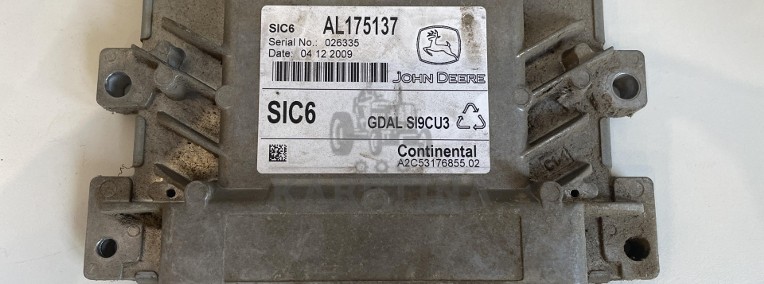 SIC6 AL175137
Serial No.: 026335
Date: 04 12 2009
JOHN DEERE
SIC6
GDAL SI9CU3
Continental
A2C53176855 02